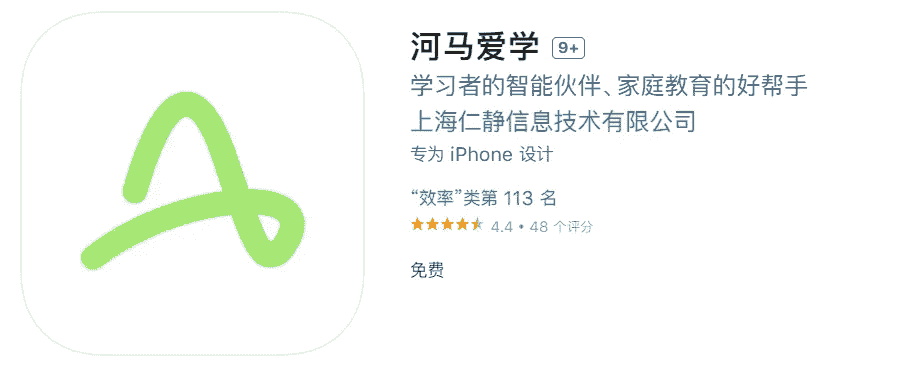 河马爱学 9+
学习者的智能伙伴、家庭教育的好帮手
上海仁静信息技术有限公司
专为 iPhone 设计
“效率”类第 113 名
4.4 • 48 个评分
免费